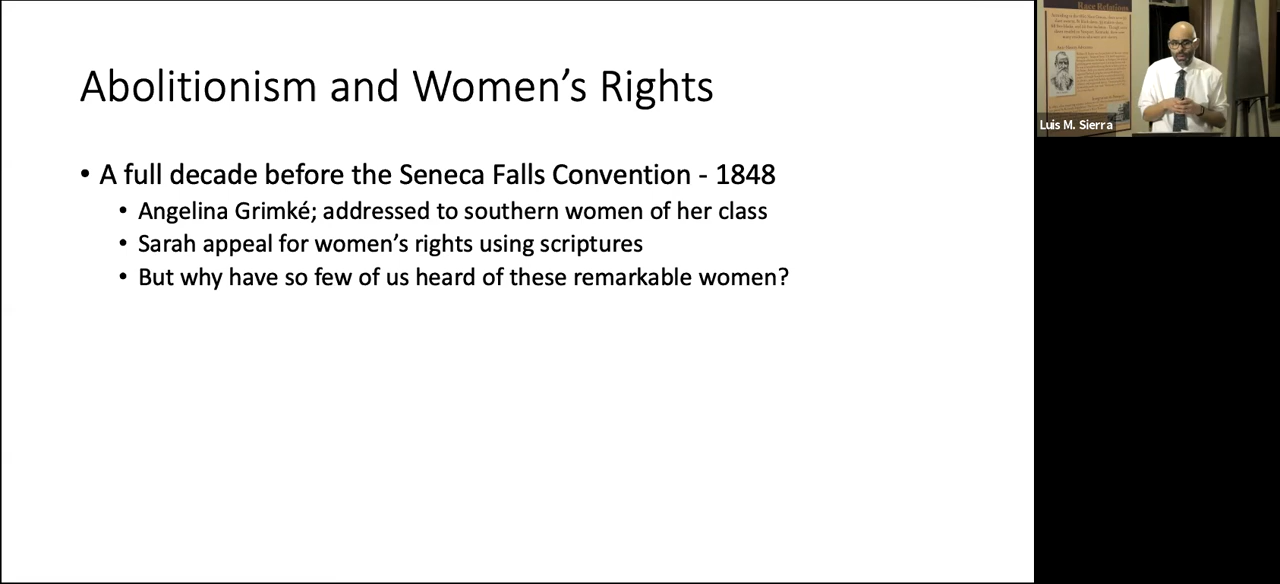 Abolitionism and Women’s Rights
• A full decade before the Seneca Falls Convention - 1848
• Angelina Grimké; addressed to southern women of her class
• Sarah appeal for women’s rights using scriptures
• But why have so few of us heard of these remarkable women?
Race Relations
Luis M. Sierra